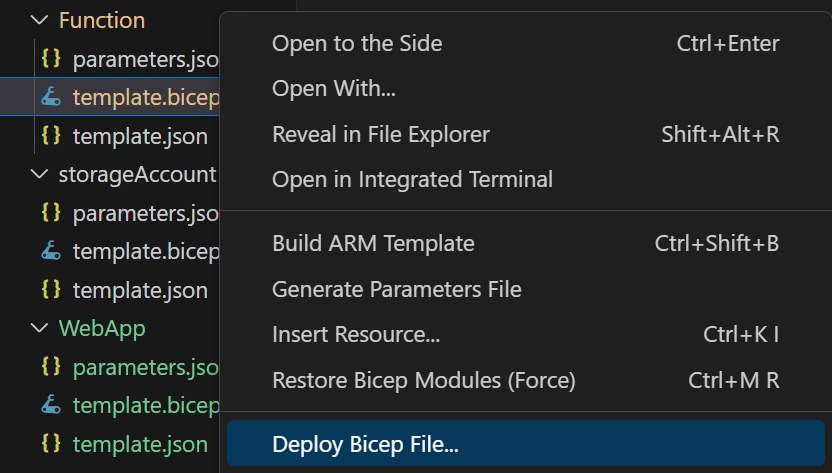 Function
{} parameters.jso
template.bicep
{} template.json
storageAccount
{} parameters.jso
template.bicep
{} template.json
WebApp
{} parameters.jso
template.bicep
{} template.json
Open to the Side Ctrl+Enter
Open With...
Reveal in File Explorer Shift+Alt+R
Open in Integrated Terminal
Build ARM Template Ctrl+Shift+B
Generate Parameters File
Insert Resource... Ctrl+K I
Restore Bicep Modules (Force) Ctrl+M R
Deploy Bicep File...